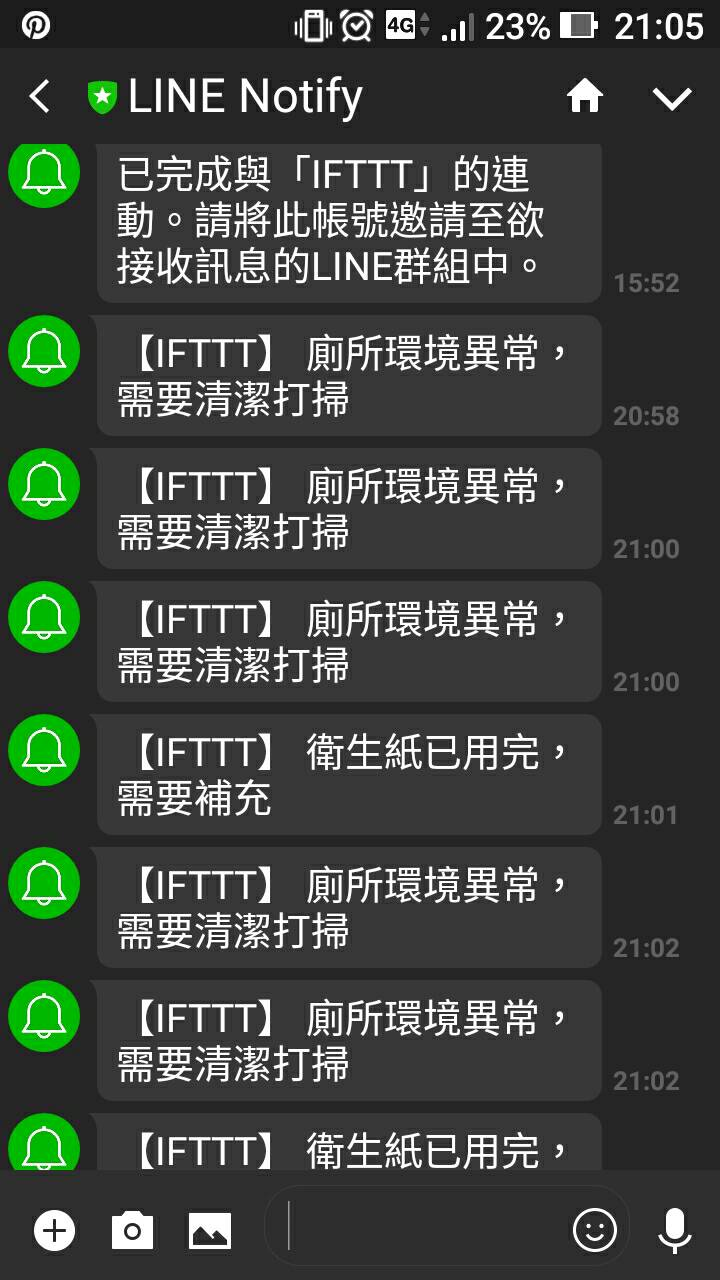 23% 21:05
4G
LINE Notify
已完成與「IFTTT」的連
動。請將此帳號邀請至欲
接收訊息的LINE群組中。
15:52
【IFTTT】 廁所環境異常，
需要清潔打掃
20:58
【IFTTT】 廁所環境異常，
需要清潔打掃
21:00
【IFTTT】 廁所環境異常，
需要清潔打掃
21:00
【IFTTT】 衛生紙已用完，
需要補充
21:01
【IFTTT】 廁所環境異常，
需要清潔打掃
21:02
【IFTTT】 廁所環境異常，
需要清潔打掃
21:02
【IFTTT】 衛生紙已用完，